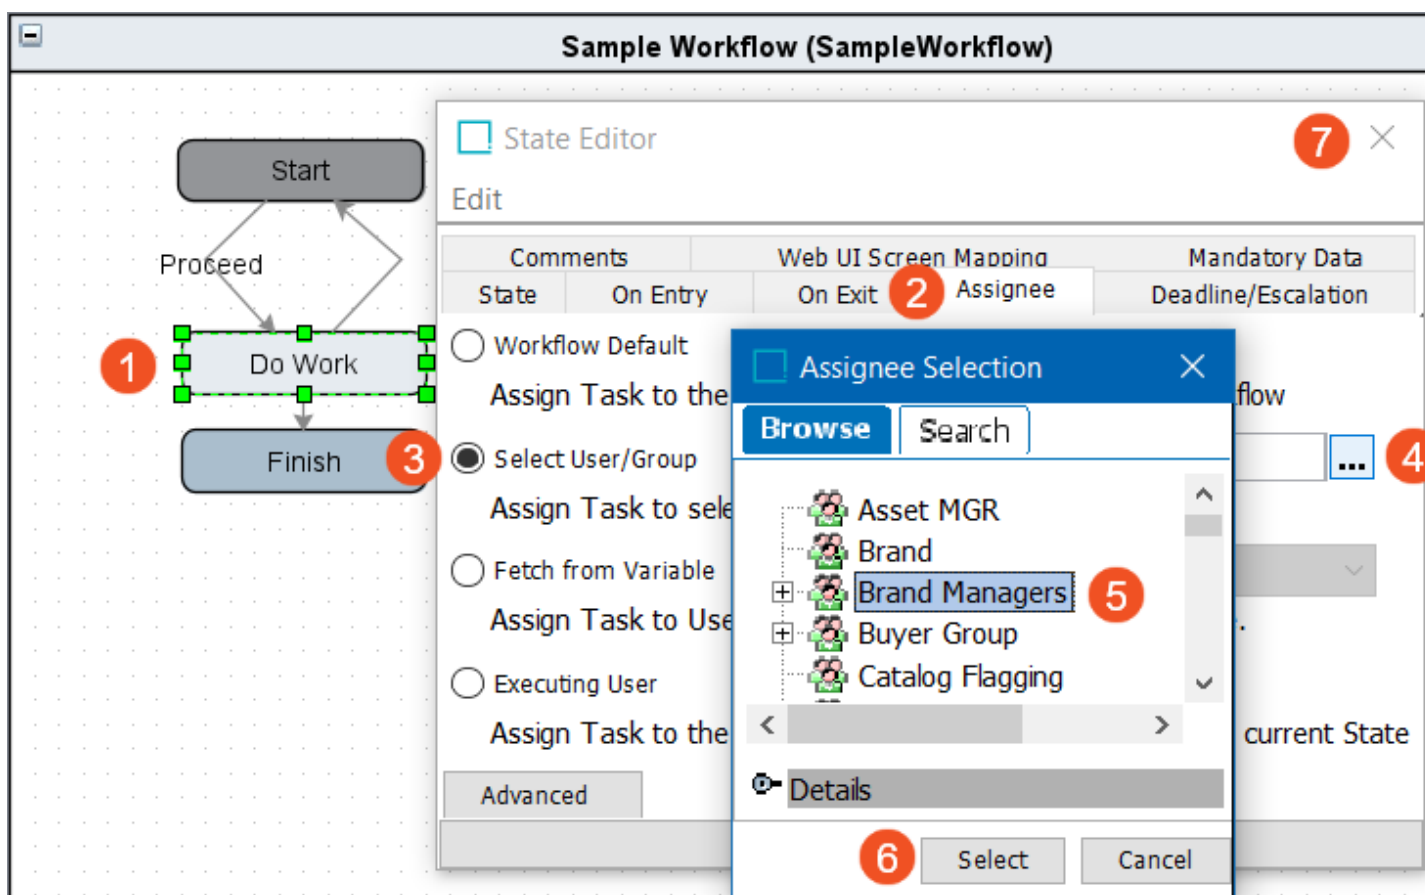 Sample Workflow (SampleWorkflow)
Start
Proceed
1
Do Work
Finish
State Editor
7
Edit
Comments
Web UI Screen Mapping
Mandatory Data
State
On Entry
On Exit
2
Assignee
Deadline/Escalation
Workflow Default
Assign Task to the
flow
3
Select User/Group
...
4
Assign Task to sele
Fetch from Variable
Assign Task to Use
.
Executing User
Assign Task to the
current State
Advanced
Assignee Selection
Browse
Search
Asset MGR
Brand
Brand Managers
5
Buyer Group
Catalog Flagging
Details
6
Select
Cancel